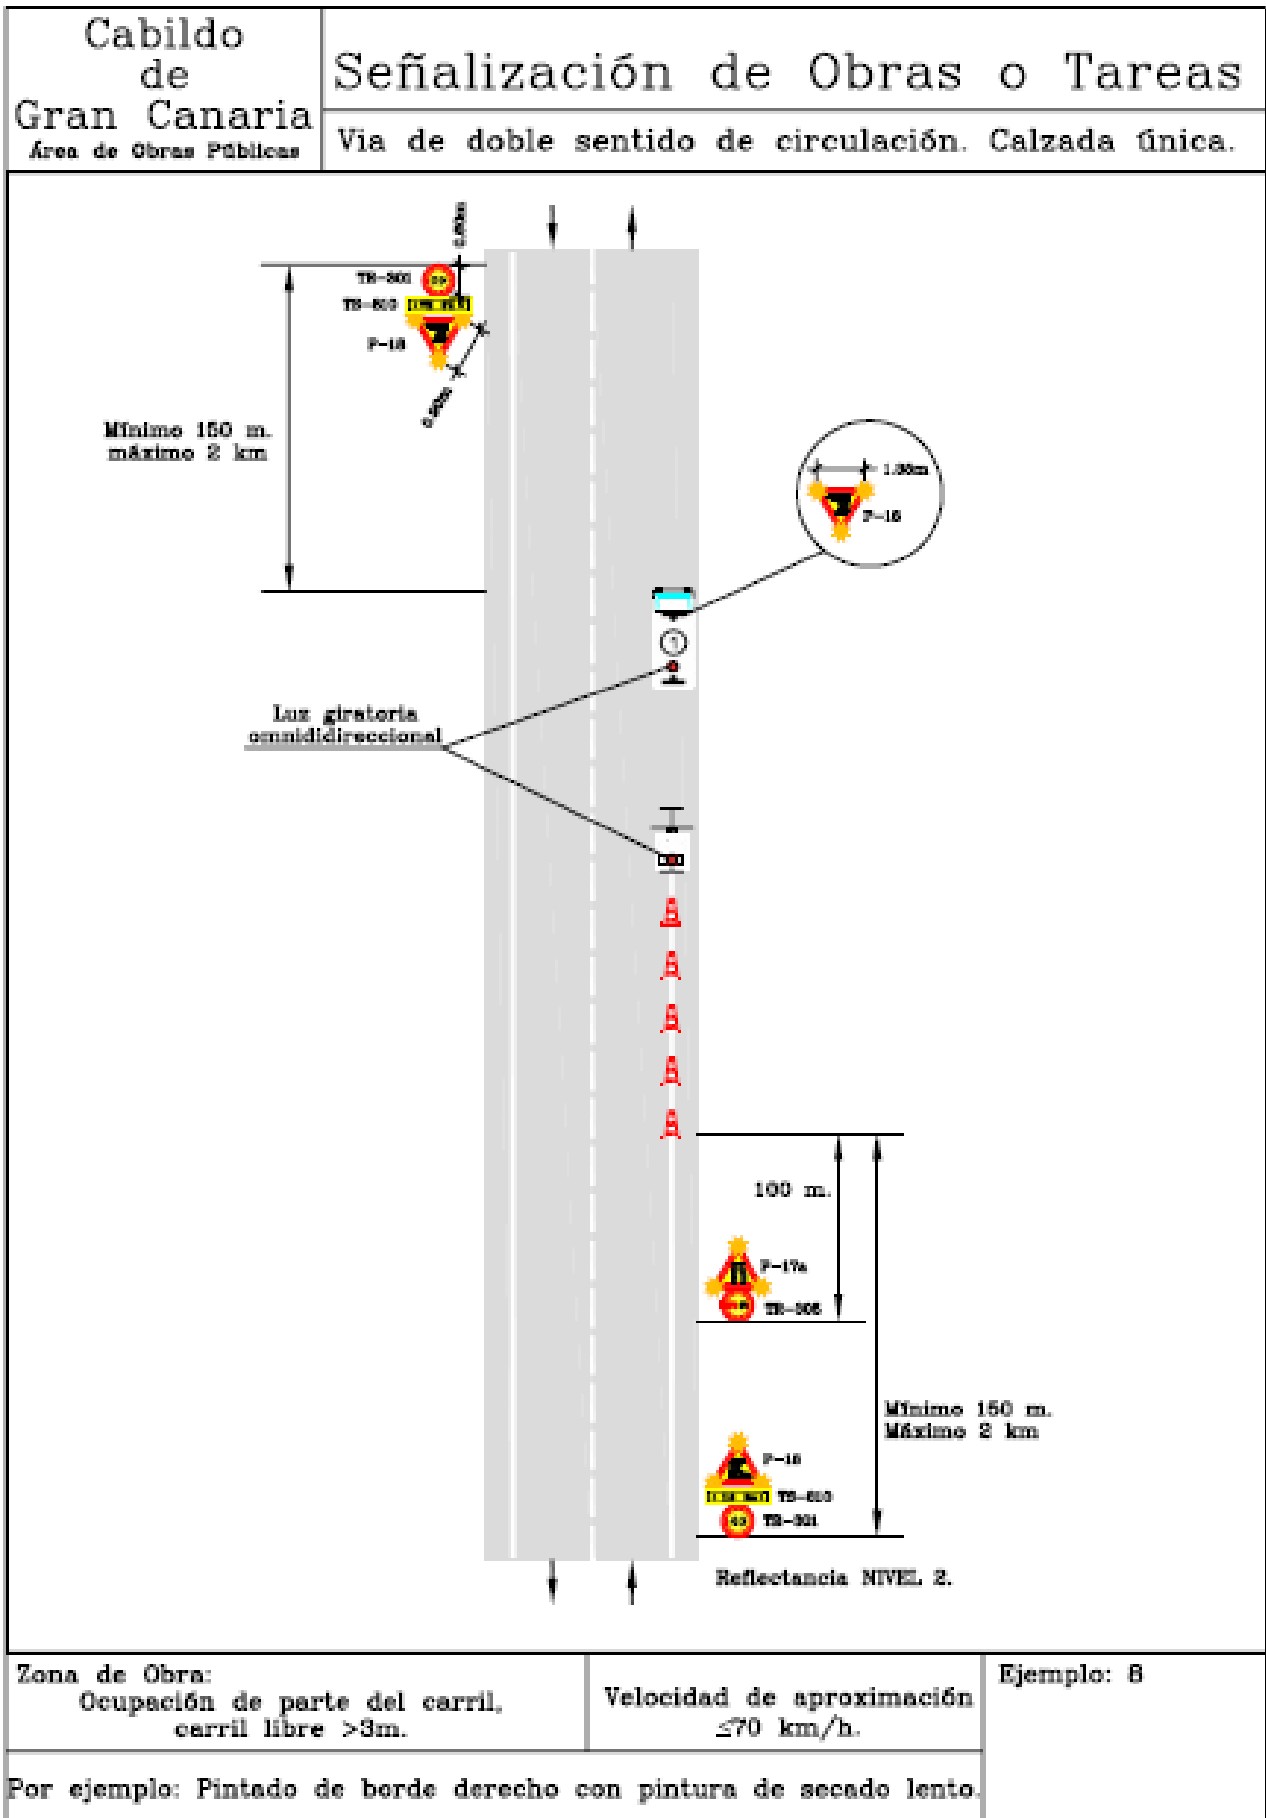 Cabildo
de
Gran Canaria
Área de Obras Públicas
Señalización de Obras o Tareas
Via de doble sentido de circulación. Calzada única.
TR-301
TS-810
P-18
Mínimo 150 m.
máximo 2 km
P-18
Luz giratoria
omnididireccional
1
100 m.
P-17a
TR-305
Mínimo 150 m.
Máximo 2 km
P-18
TS-810
TR-301
Reflectancia NIVEL 2.
Zona de Obra:
Ocupación de parte del carril,
carril libre >3m.
Velocidad de aproximación
≤70 km/h.
Ejemplo: 8
Por ejemplo: Pintado de borde derecho con pintura de secado lento.